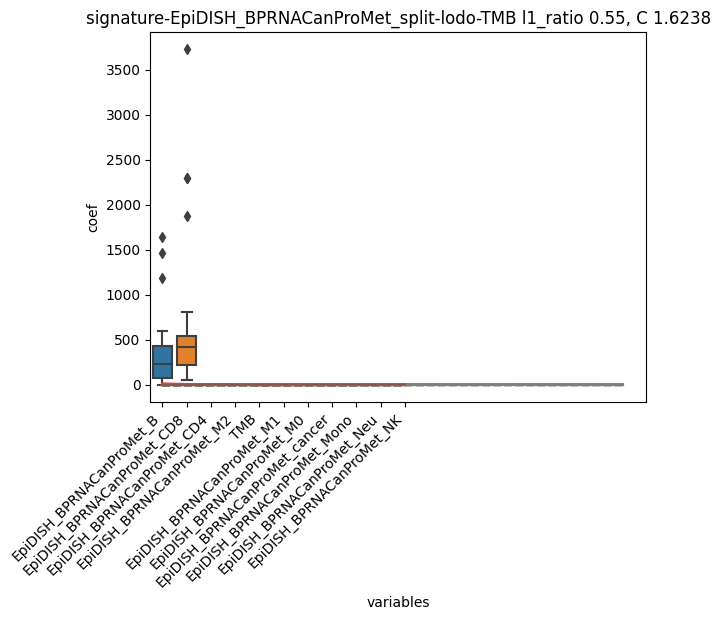 signature-EpiDISH_BPRNACanProMet_split-lodo-TMB l1_ratio 0.55, C 1.6238
3500
3000
2500
2000
1500
1000
500
0
coef
EpiDISH_BPRNACanProMet_B
EpiDISH_BPRNACanProMet_CD8
EpiDISH_BPRNACanProMet_CD4
EpiDISH_BPRNACanProMet_M2
TMB
EpiDISH_BPRNACanProMet_M1
EpiDISH_BPRNACanProMet_M0
EpiDISH_BPRNACanProMet_cancer
EpiDISH_BPRNACanProMet_Mono
EpiDISH_BPRNACanProMet_Neu
EpiDISH_BPRNACanProMet_NK
variables